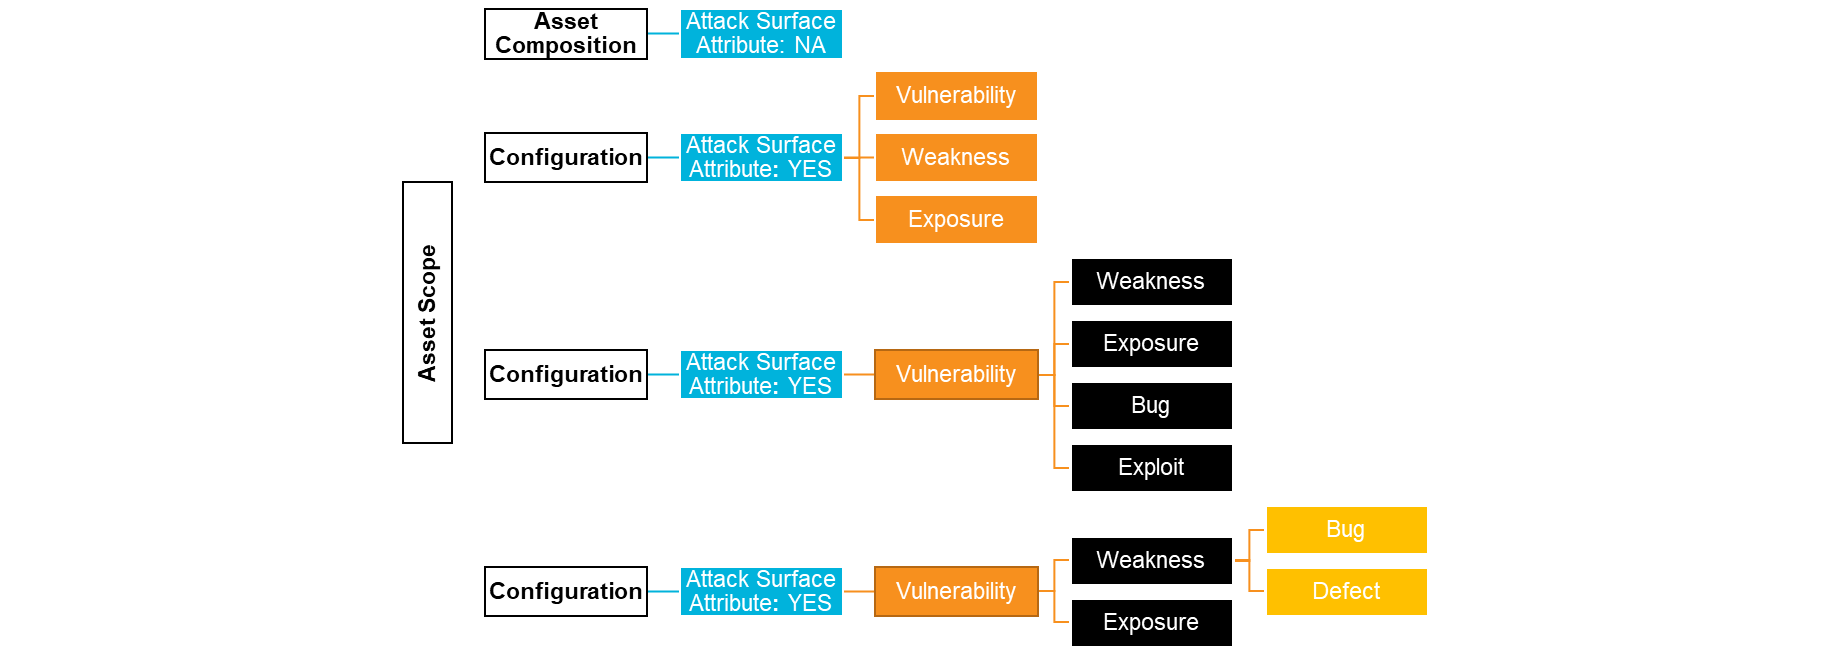 Asset
Composition
Attack Surface
Attribute: NA
Configuration
Attack Surface
Attribute: YES
Vulnerability
Weakness
Exposure
Asset Scope
Configuration
Attack Surface
Attribute: YES
Vulnerability
Weakness
Exposure
Bug
Exploit
Configuration
Attack Surface
Attribute: YES
Vulnerability
Weakness
Exposure
Bug
Defect